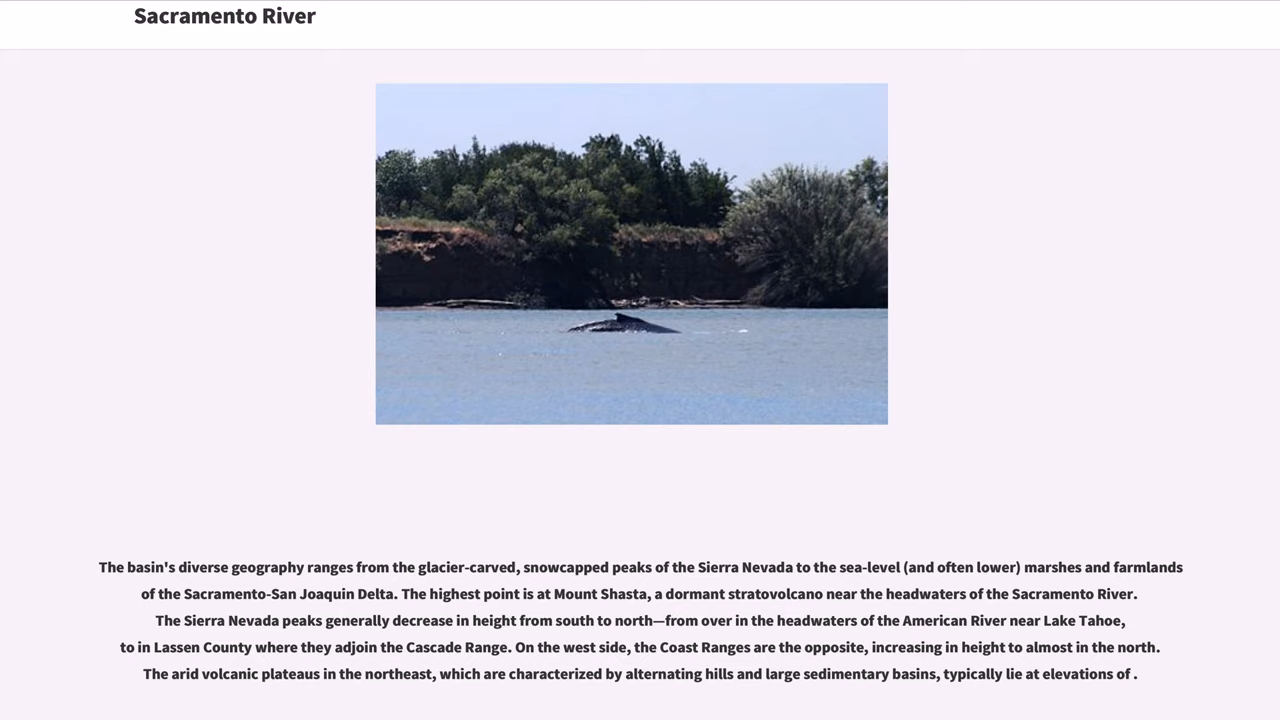 Sacramento River
The basin's diverse geography ranges from the glacier-carved, snowcapped peaks of the Sierra Nevada to the sea-level (and often lower) marshes and farmlands
of the Sacramento-San Joaquin Delta. The highest point is at Mount Shasta, a dormant stratovolcano near the headwaters of the Sacramento River.
The Sierra Nevada peaks generally decrease in height from south to north—from over in the headwaters of the American River near Lake Tahoe,
to in Lassen County where they adjoin the Cascade Range. On the west side, the Coast Ranges are the opposite, increasing in height to almost in the north.
The arid volcanic plateaus in the northeast, which are characterized by alternating hills and large sedimentary basins, typically lie at elevations of .